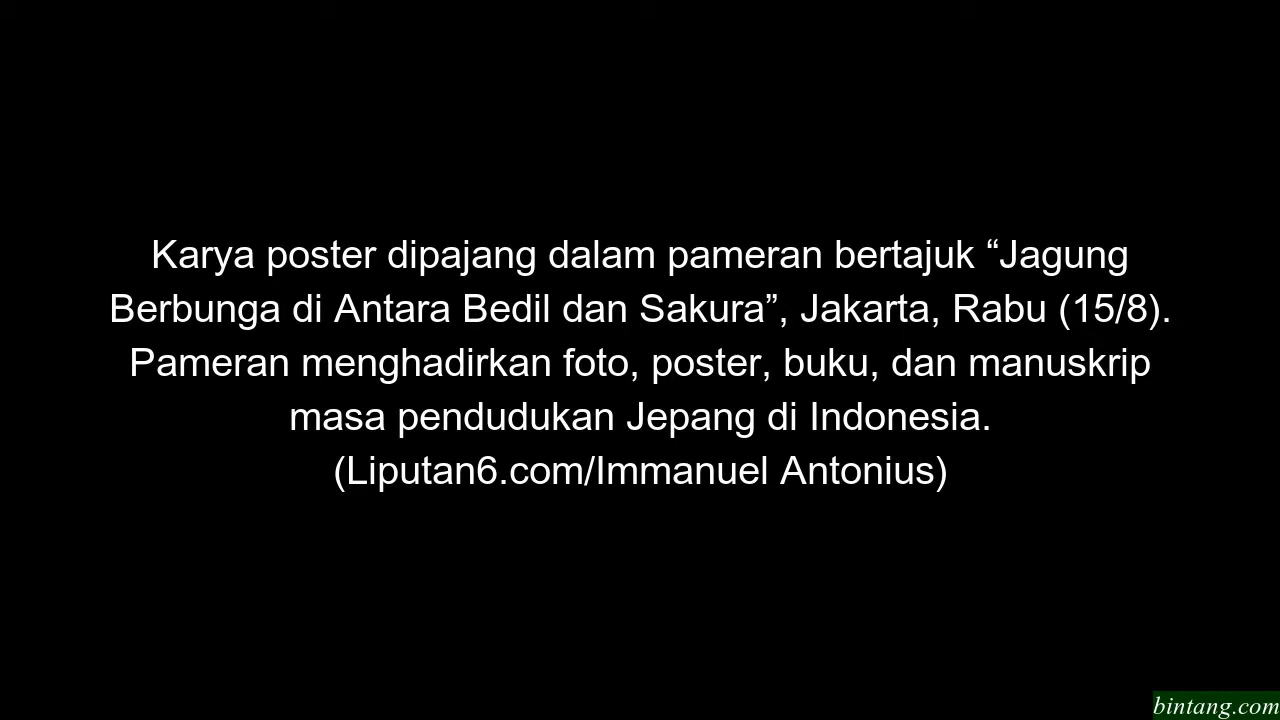 Karya poster dipajang dalam pameran bertajuk “Jagung
Berbunga di Antara Bedil dan Sakura”, Jakarta, Rabu (15/8).
Pameran menghadirkan foto, poster, buku, dan manuskrip
masa pendudukan Jepang di Indonesia.
(Liputan6.com/Immanuel Antonius)
bintang.com